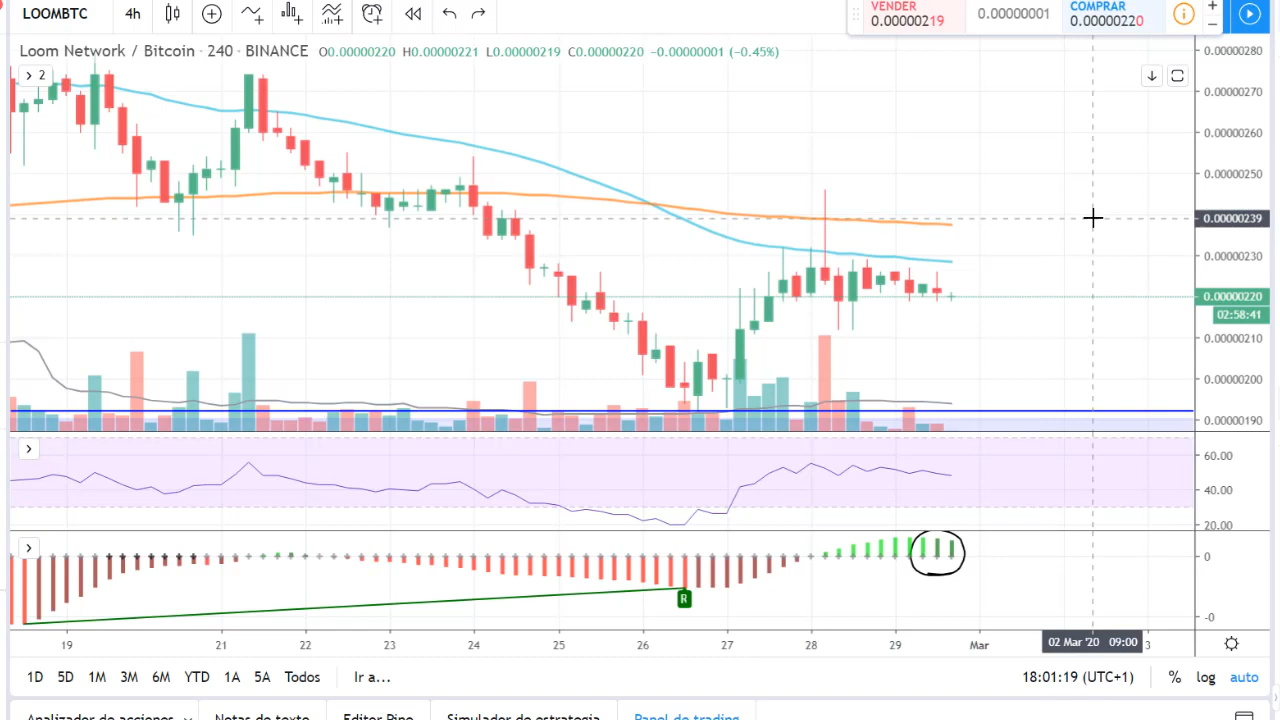 LOOMBTC 4h VENDER 0.00000219 0.00000001 COMPRAR 0.00000220
Loom Network / Bitcoin · 240 · BINANCE O0.00000220 H0.00000221 L0.00000219 C0.00000220 −0.00000001 (−0.45%)
2
0.00000280
0.00000270
0.00000260
0.00000250
0.00000239
0.00000230
0.00000220
02:58:41
0.00000210
0.00000200
0.00000190
60.00
40.00
20.00
0
R
-0
19 21 22 23 24 25 26 27 28 29 Mar 02 Mar '20 09:00 3
1D 5D 1M 3M 6M YTD 1A 5A Todos Ir a... 18:01:19 (UTC+1) % log auto
Analizador de acciones Notas de texto Editor Pine Simulador de estrategia Panel de trading